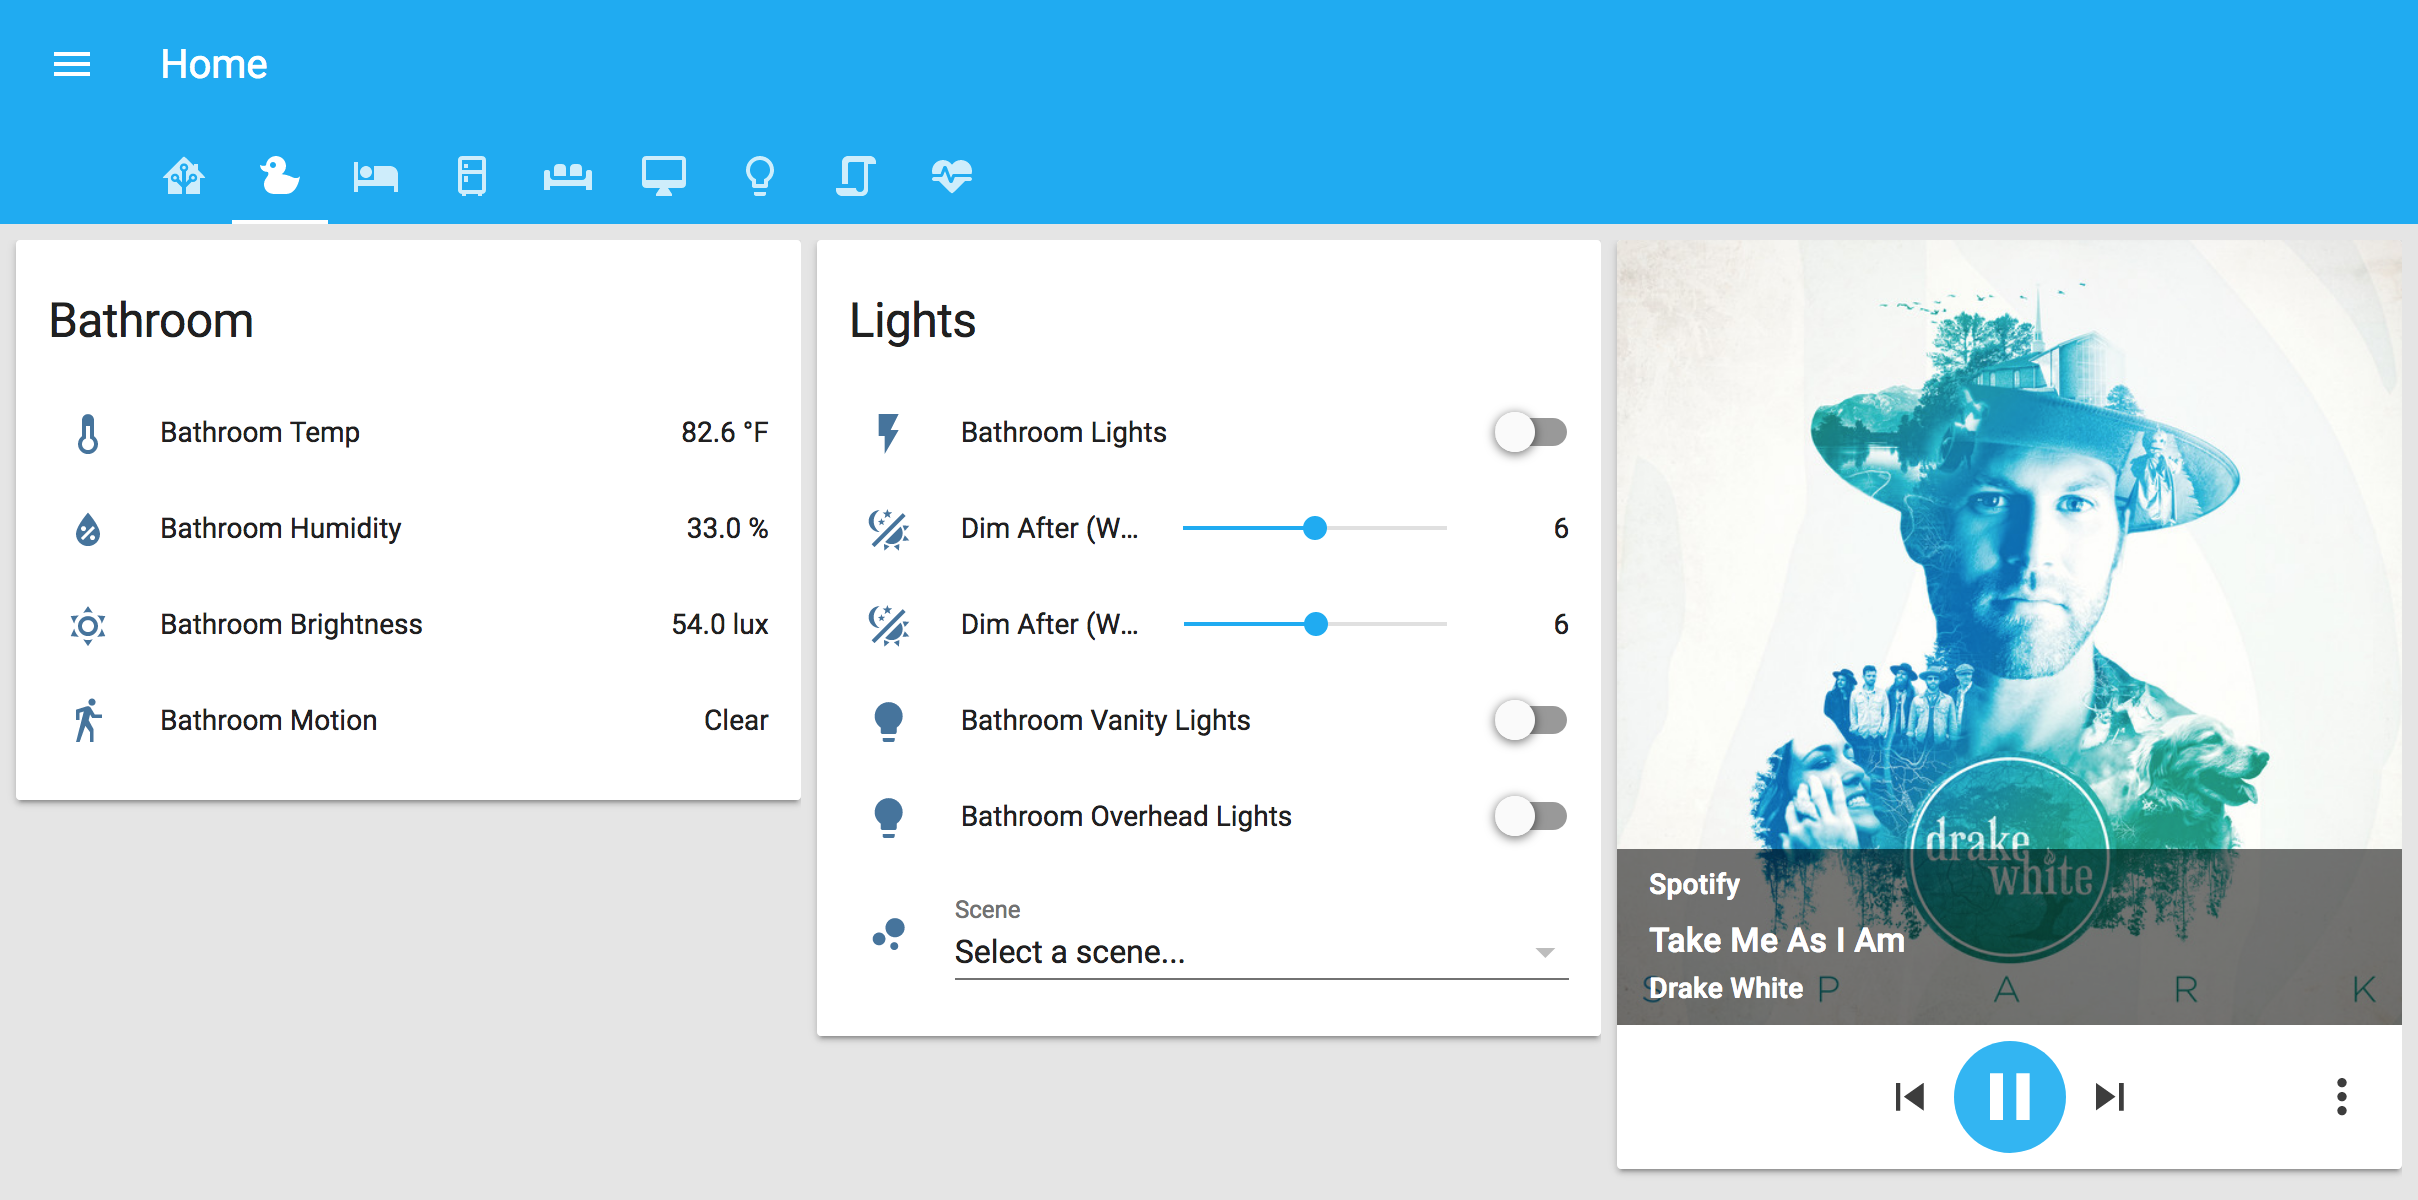 Home
Bathroom
Bathroom Temp 82.6 °F
Bathroom Humidity 33.0 %
Bathroom Brightness 54.0 lux
Bathroom Motion Clear
Lights
Bathroom Lights
Dim After (W... 6
Dim After (W... 6
Bathroom Vanity Lights
Bathroom Overhead Lights
Scene
Select a scene...
drake
white
Spotify
Take Me As I Am
Drake White
S P A R K